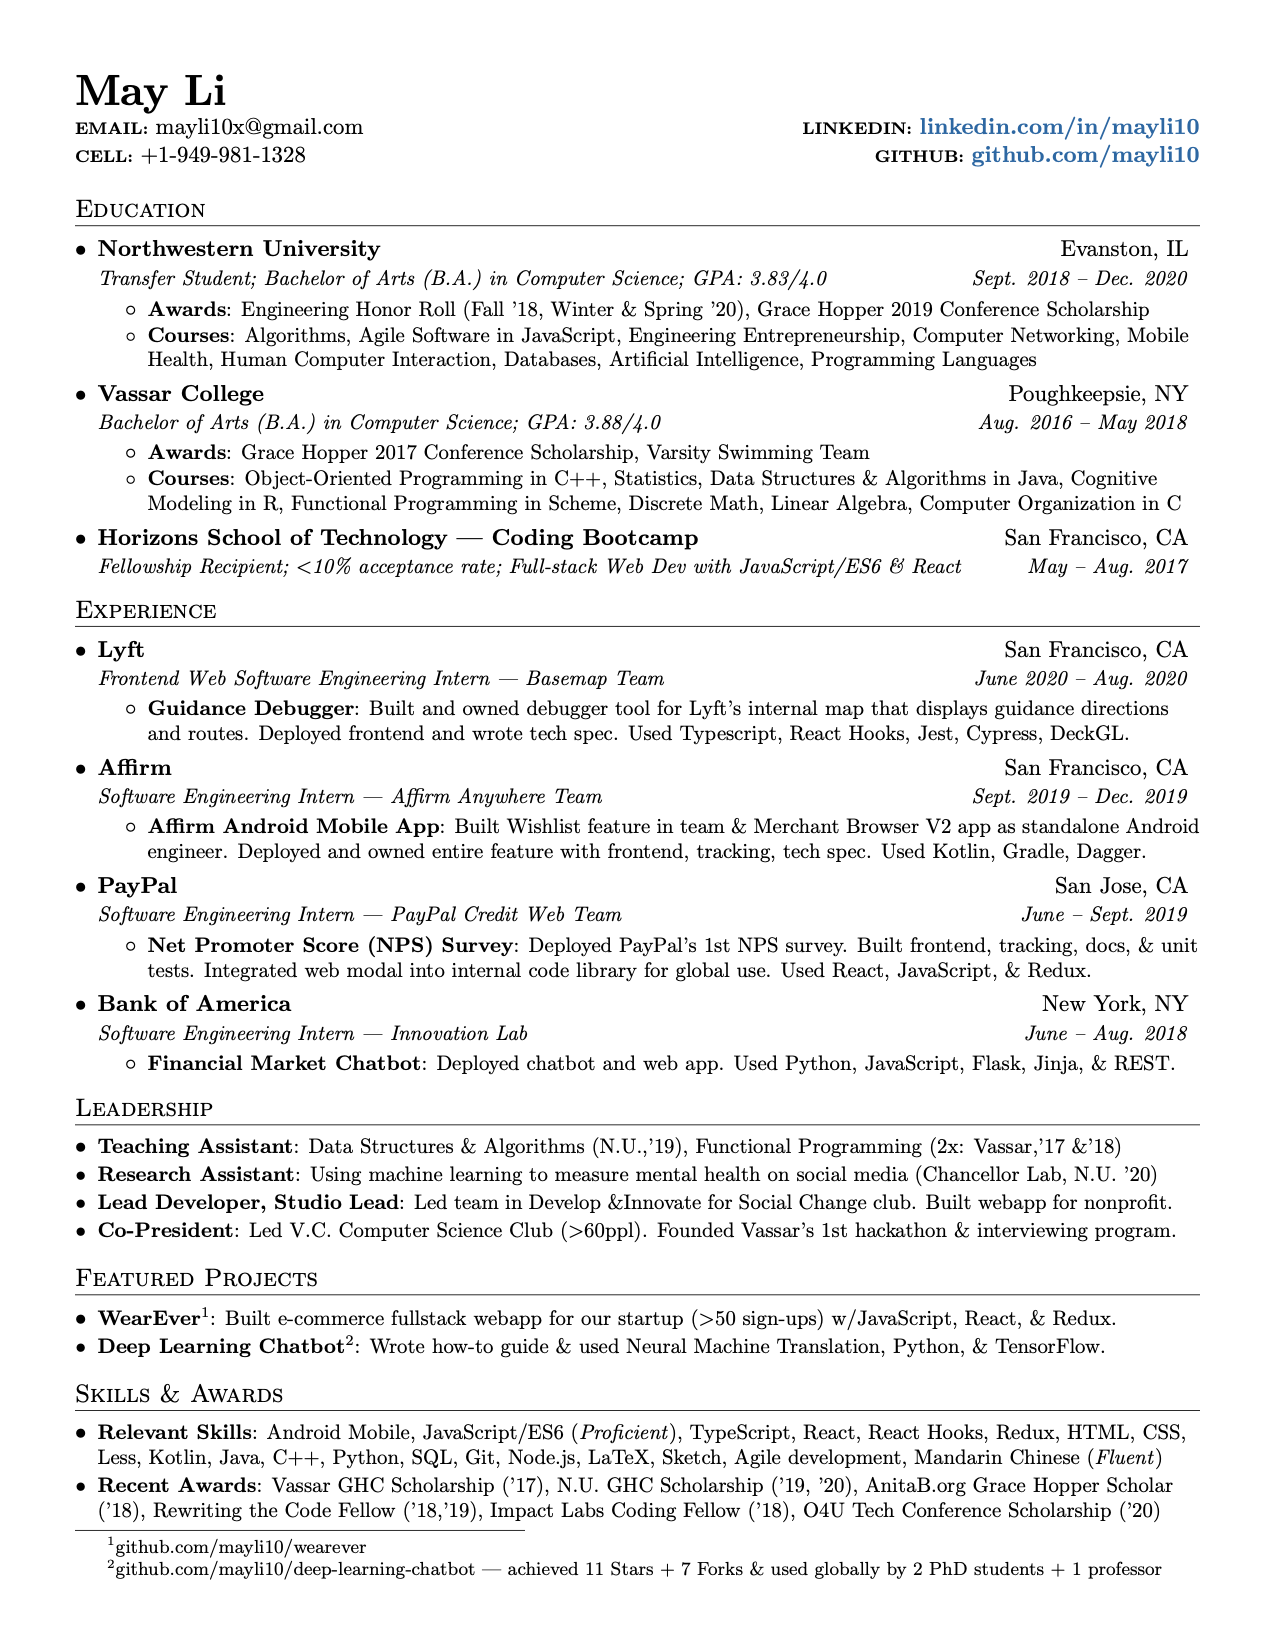 May Li
EMAIL: mayli10x@gmail.com LINKEDIN: linkedin.com/in/mayli10
CELL: +1-949-981-1328 GITHUB: github.com/mayli10
EDUCATION
• Northwestern University Evanston, IL
Transfer Student; Bachelor of Arts (B.A.) in Computer Science; GPA: 3.83/4.0 Sept. 2018 – Dec. 2020
◦ Awards: Engineering Honor Roll (Fall ’18, Winter & Spring ’20), Grace Hopper 2019 Conference Scholarship
◦ Courses: Algorithms, Agile Software in JavaScript, Engineering Entrepreneurship, Computer Networking, Mobile
Health, Human Computer Interaction, Databases, Artificial Intelligence, Programming Languages
• Vassar College Poughkeepsie, NY
Bachelor of Arts (B.A.) in Computer Science; GPA: 3.88/4.0 Aug. 2016 – May 2018
◦ Awards: Grace Hopper 2017 Conference Scholarship, Varsity Swimming Team
◦ Courses: Object-Oriented Programming in C++, Statistics, Data Structures & Algorithms in Java, Cognitive
Modeling in R, Functional Programming in Scheme, Discrete Math, Linear Algebra, Computer Organization in C
• Horizons School of Technology — Coding Bootcamp San Francisco, CA
Fellowship Recipient; <10% acceptance rate; Full-stack Web Dev with JavaScript/ES6 & React May – Aug. 2017
EXPERIENCE
• Lyft San Francisco, CA
Frontend Web Software Engineering Intern — Basemap Team June 2020 – Aug. 2020
◦ Guidance Debugger: Built and owned debugger tool for Lyft’s internal map that displays guidance directions
and routes. Deployed frontend and wrote tech spec. Used Typescript, React Hooks, Jest, Cypress, DeckGL.
• Affirm San Francisco, CA
Software Engineering Intern — Affirm Anywhere Team Sept. 2019 – Dec. 2019
◦ Affirm Android Mobile App: Built Wishlist feature in team & Merchant Browser V2 app as standalone Android
engineer. Deployed and owned entire feature with frontend, tracking, tech spec. Used Kotlin, Gradle, Dagger.
• PayPal San Jose, CA
Software Engineering Intern — PayPal Credit Web Team June – Sept. 2019
◦ Net Promoter Score (NPS) Survey: Deployed PayPal’s 1st NPS survey. Built frontend, tracking, docs, & unit
tests. Integrated web modal into internal code library for global use. Used React, JavaScript, & Redux.
• Bank of America New York, NY
Software Engineering Intern — Innovation Lab June – Aug. 2018
◦ Financial Market Chatbot: Deployed chatbot and web app. Used Python, JavaScript, Flask, Jinja, & REST.
LEADERSHIP
• Teaching Assistant: Data Structures & Algorithms (N.U.,’19), Functional Programming (2x: Vassar,’17 &’18)
• Research Assistant: Using machine learning to measure mental health on social media (Chancellor Lab, N.U. ’20)
• Lead Developer, Studio Lead: Led team in Develop &Innovate for Social Change club. Built webapp for nonprofit.
• Co-President: Led V.C. Computer Science Club (>60ppl). Founded Vassar’s 1st hackathon & interviewing program.
FEATURED PROJECTS
• WearEver¹: Built e-commerce fullstack webapp for our startup (>50 sign-ups) w/JavaScript, React, & Redux.
• Deep Learning Chatbot²: Wrote how-to guide & used Neural Machine Translation, Python, & TensorFlow.
SKILLS & AWARDS
• Relevant Skills: Android Mobile, JavaScript/ES6 (Proficient), TypeScript, React, React Hooks, Redux, HTML, CSS,
Less, Kotlin, Java, C++, Python, SQL, Git, Node.js, LaTeX, Sketch, Agile development, Mandarin Chinese (Fluent)
• Recent Awards: Vassar GHC Scholarship (’17), N.U. GHC Scholarship (’19, ’20), AnitaB.org Grace Hopper Scholar
(’18), Rewriting the Code Fellow (’18,’19), Impact Labs Coding Fellow (’18), O4U Tech Conference Scholarship (’20)
¹github.com/mayli10/wearever
²github.com/mayli10/deep-learning-chatbot — achieved 11 Stars + 7 Forks & used globally by 2 PhD students + 1 professor